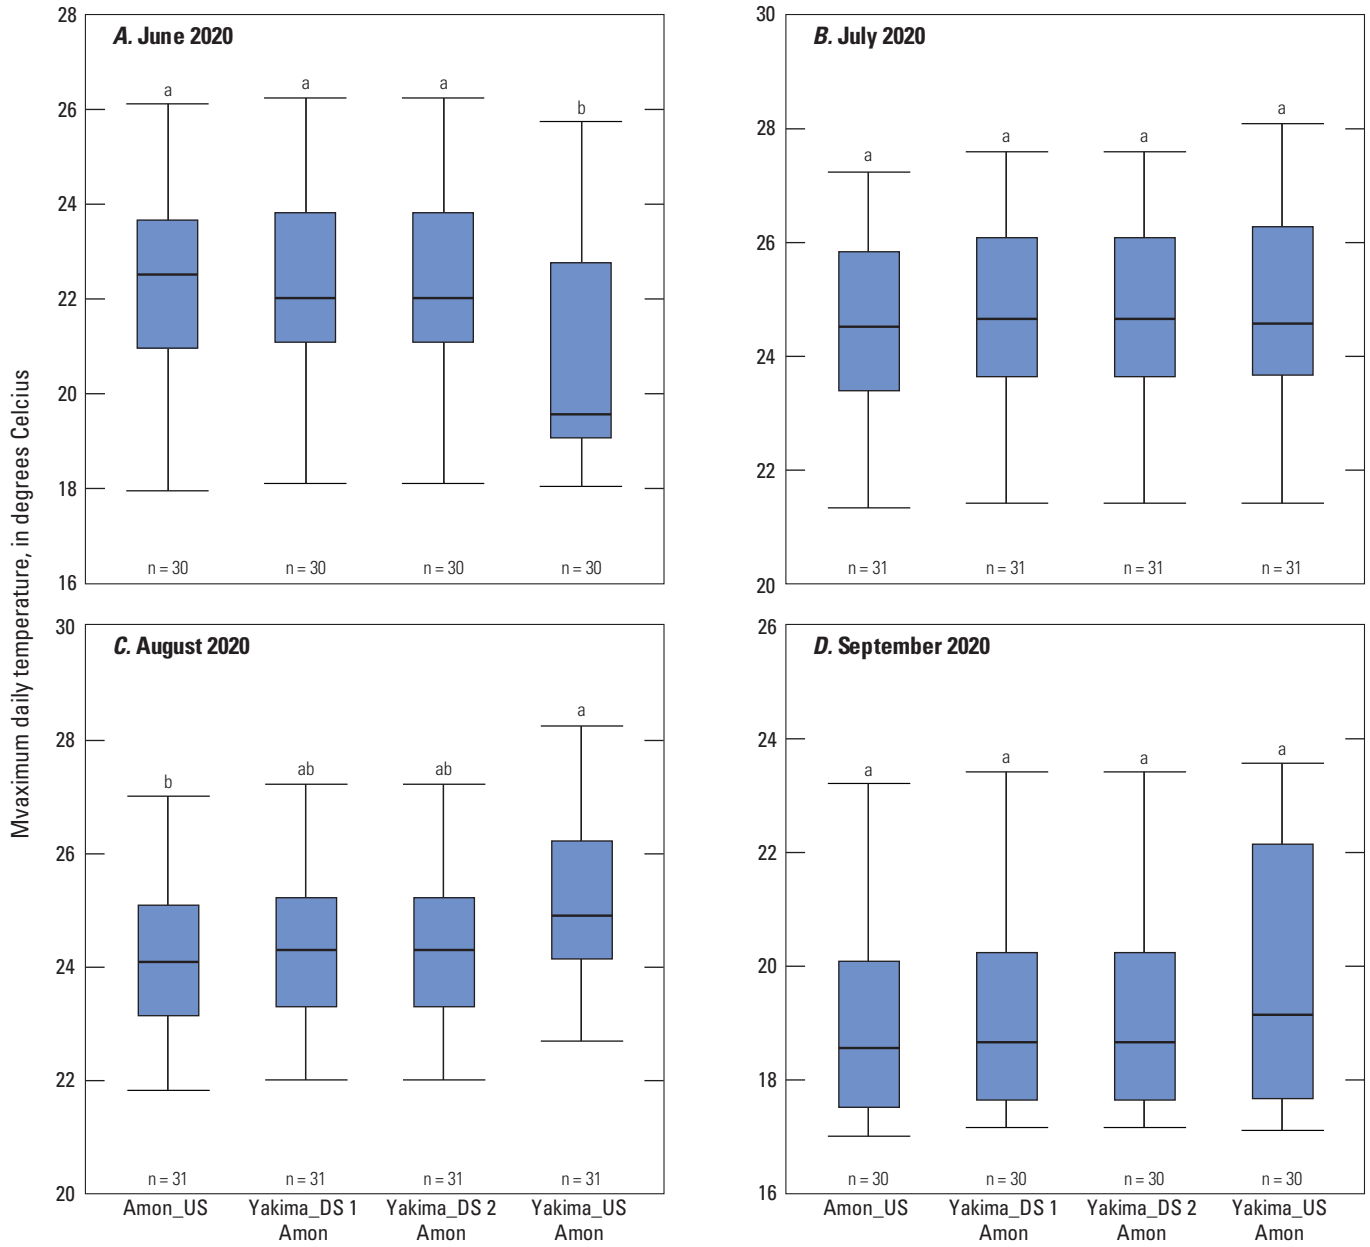 Mvaximum daily temperature, in degrees Celcius
A. June 2020
28
26
24
22
20
18
16
a
a
a
b
n = 30
n = 30
n = 30
n = 30
B. July 2020
30
28
26
24
22
20
a
a
a
a
n = 31
n = 31
n = 31
n = 31
C. August 2020
30
28
26
24
22
20
b
ab
ab
a
n = 31
n = 31
n = 31
n = 31
Amon_US
Yakima_DS 1
Amon
Yakima_DS 2
Amon
Yakima_US
Amon
D. September 2020
26
24
22
20
18
16
a
a
a
a
n = 30
n = 30
n = 30
n = 30
Amon_US
Yakima_DS 1
Amon
Yakima_DS 2
Amon
Yakima_US
Amon